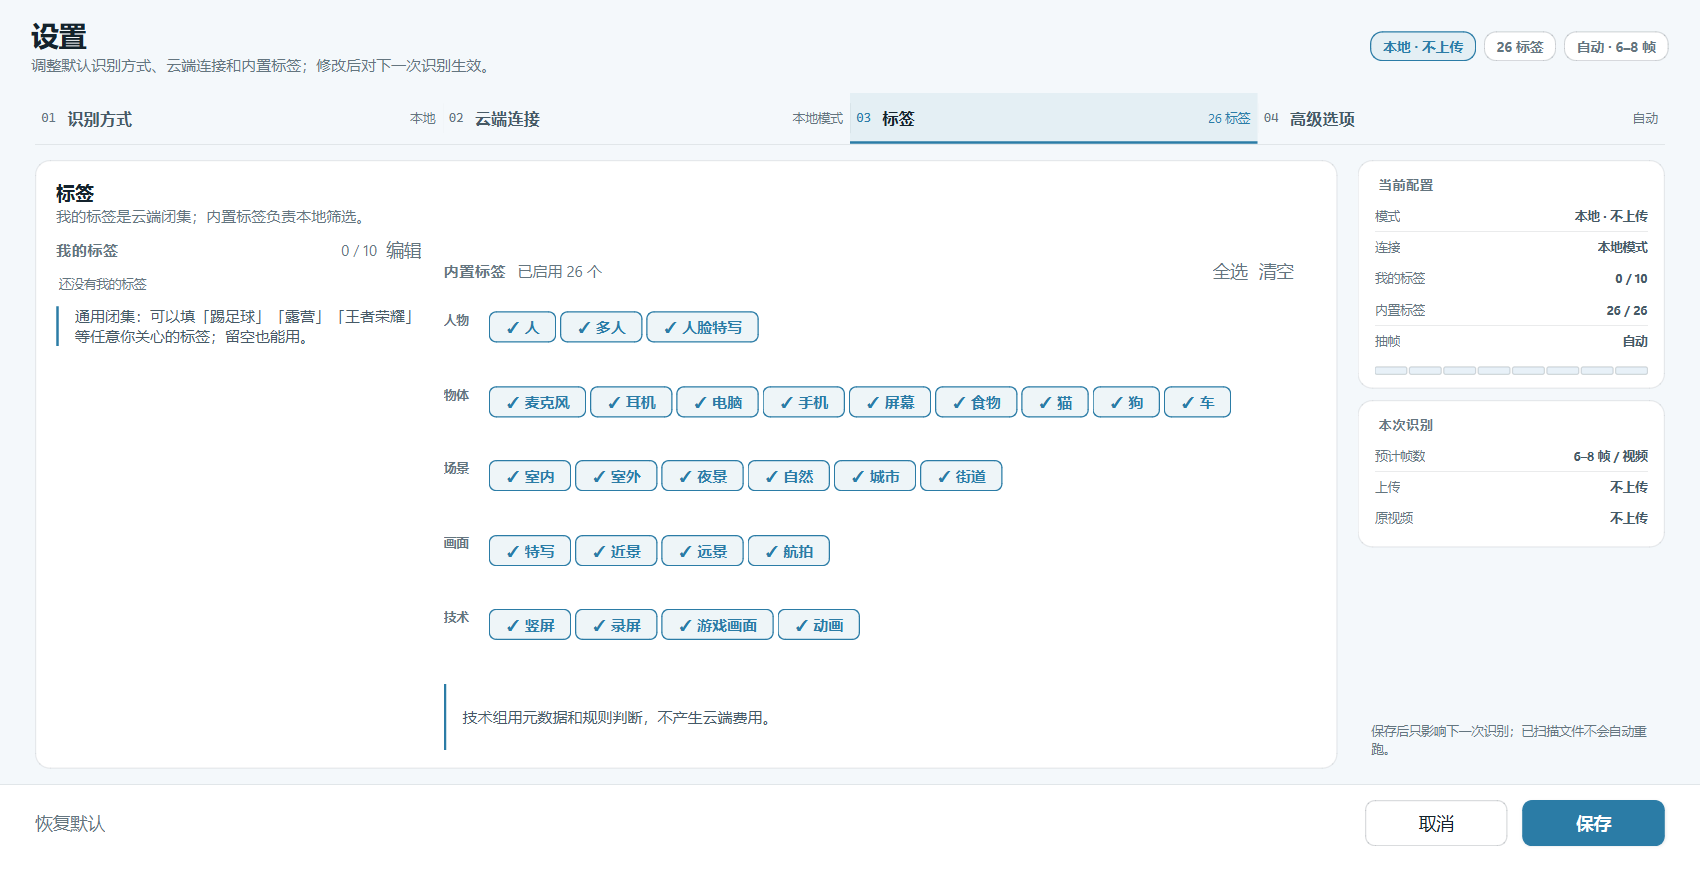 设置
调整默认识别方式、云端连接和内置标签；修改后对下一次识别生效。
本地 · 不上传
26 标签
自动 · 6–8 帧
01 识别方式 本地
02 云端连接 本地模式
03 标签 26 标签
04 高级选项 自动
标签
我的标签是云端闭集；内置标签负责本地筛选。
我的标签 0 / 10 编辑
还没有我的标签
通用闭集：可以填「踢足球」「露营」「王者荣耀」
等任意你关心的标签；留空也能用。
内置标签 已启用 26 个 全选 清空
人物 ✓ 人 ✓ 多人 ✓ 人脸特写
物体 ✓ 麦克风 ✓ 耳机 ✓ 电脑 ✓ 手机 ✓ 屏幕 ✓ 食物 ✓ 猫 ✓ 狗 ✓ 车
场景 ✓ 室内 ✓ 室外 ✓ 夜景 ✓ 自然 ✓ 城市 ✓ 街道
画面 ✓ 特写 ✓ 近景 ✓ 远景 ✓ 航拍
技术 ✓ 竖屏 ✓ 录屏 ✓ 游戏画面 ✓ 动画
技术组用元数据和规则判断，不产生云端费用。
当前配置
模式 本地 · 不上传
连接 本地模式
我的标签 0 / 10
内置标签 26 / 26
抽帧 自动
本次识别
预计帧数 6–8 帧 / 视频
上传 不上传
原视频 不上传
保存后只影响下一次识别；已扫描文件不会自动重
跑。
恢复默认
取消
保存